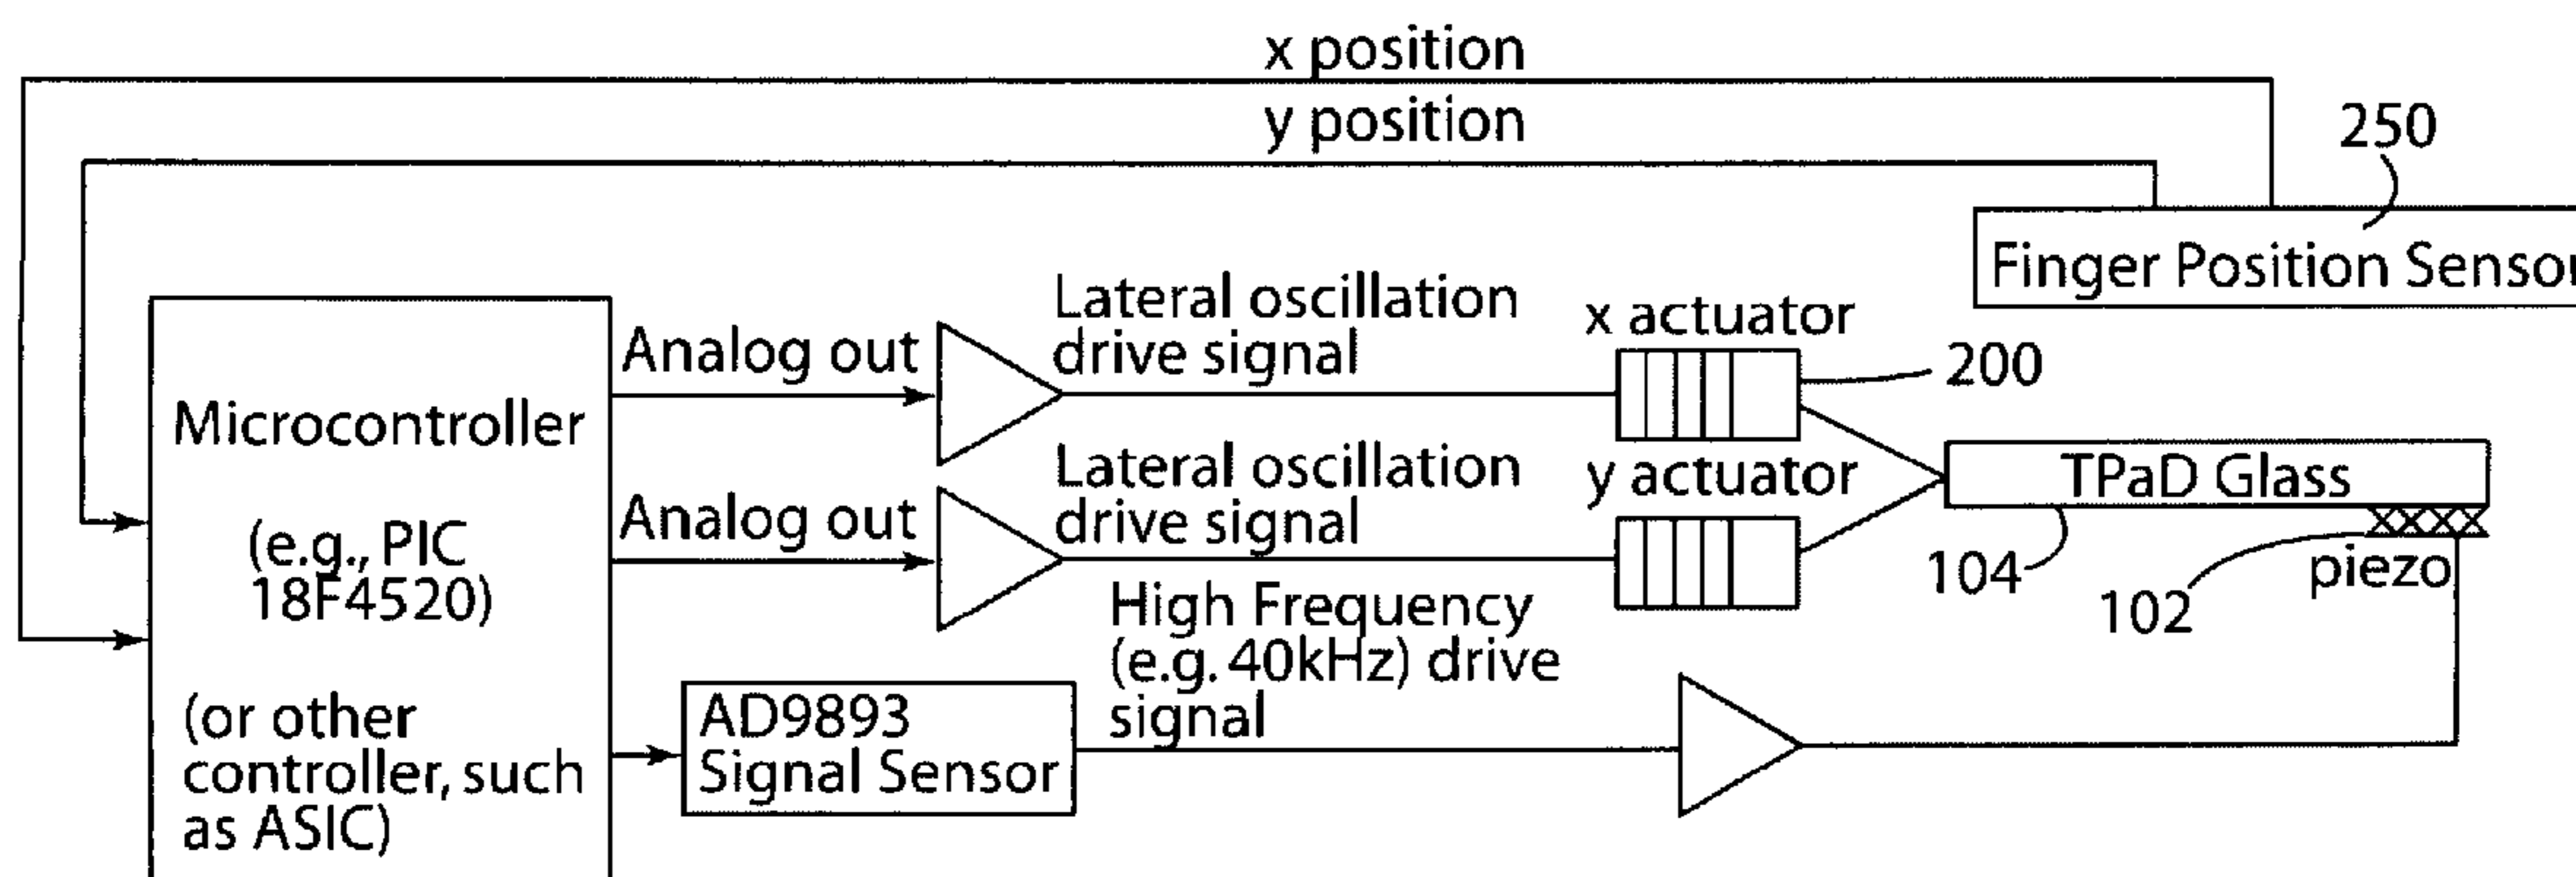 x position
y position
250
Finger Position Sensor
Lateral oscillation
drive signal
x actuator
200
Analog out
Microcontroller
(e.g., PIC
18F4520)
(or other
controller, such
as ASIC)
Analog out
Lateral oscillation
drive signal
y actuator
TPaD Glass
104
102
piezo
High Frequency
(e.g. 40kHz) drive
signal
AD9893
Signal Sensor